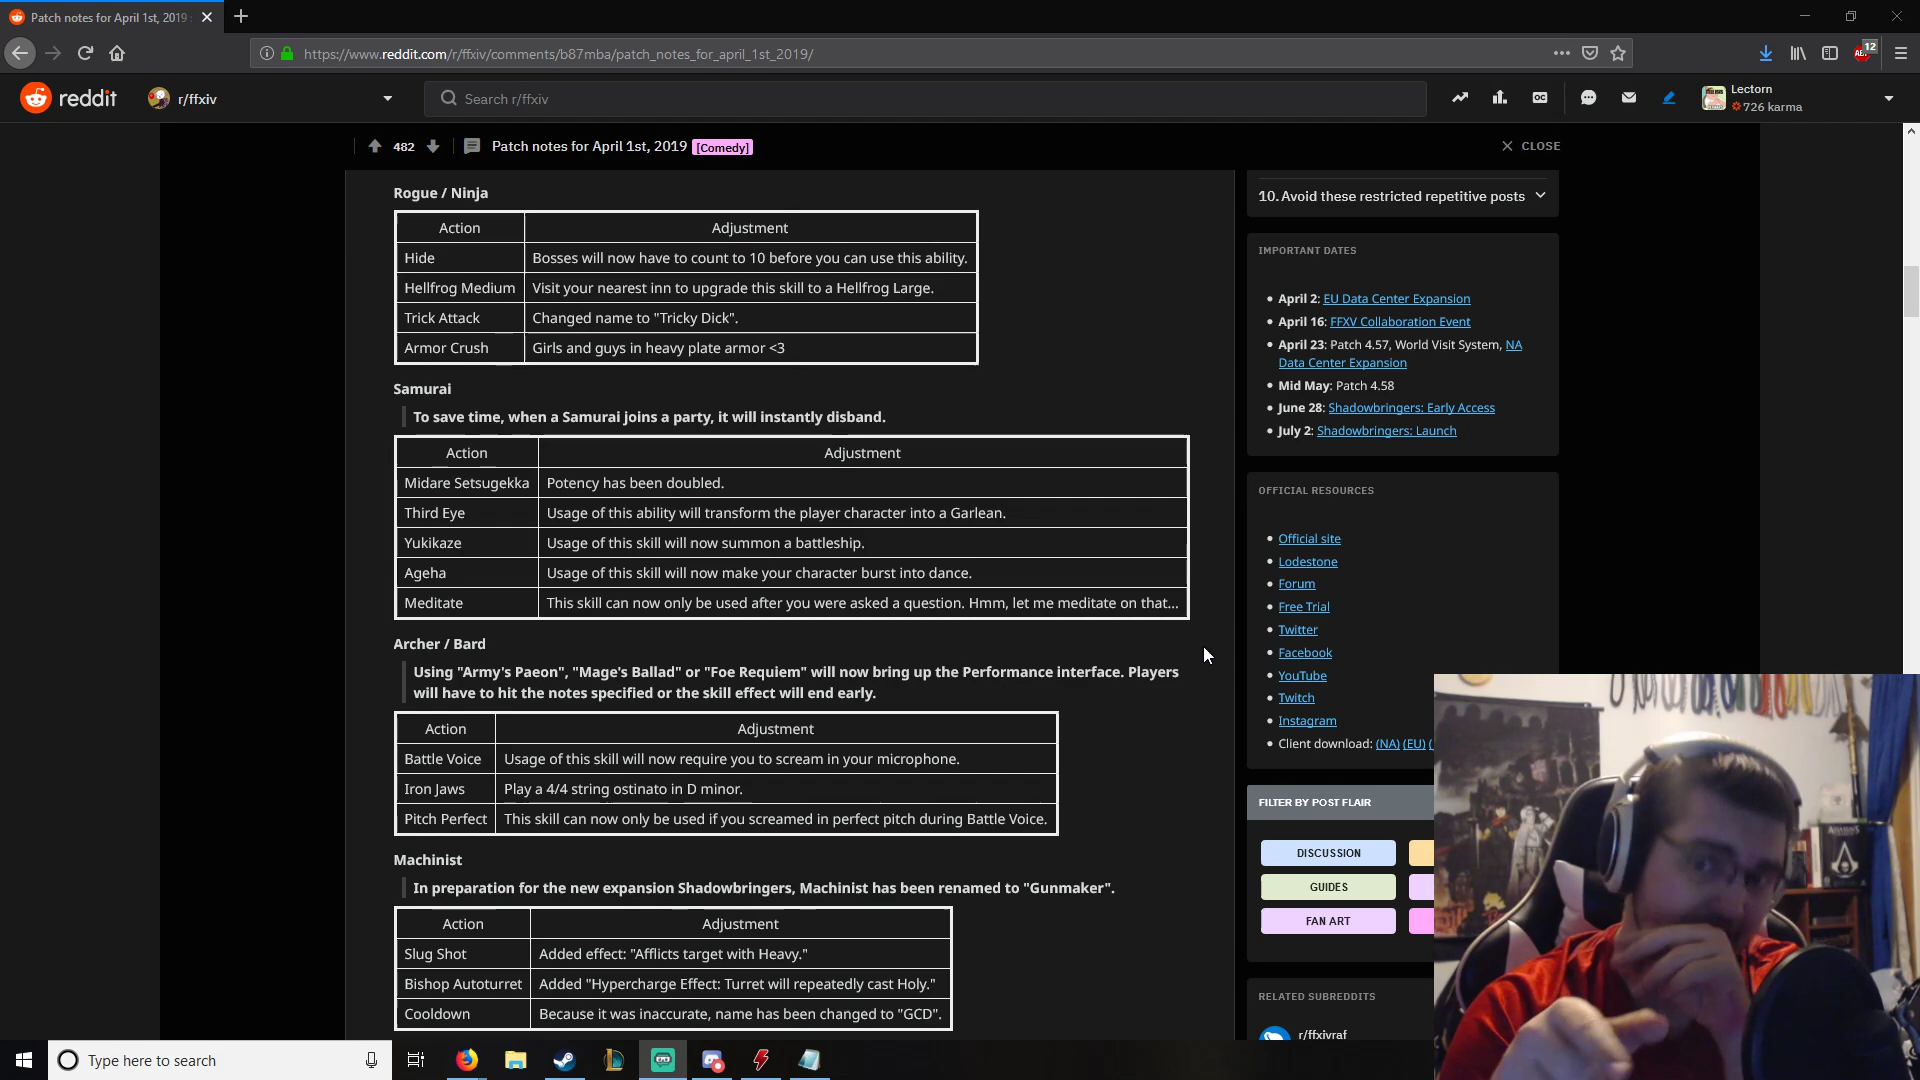 Patch notes for April 1st, 2019
https://www.reddit.com/r/ffxiv/comments/b87mba/patch_notes_for_april_1st_2019/
12
reddit
r/ffxiv
Search r/ffxiv
Lectorn
726 karma
482
Patch notes for April 1st, 2019 [Comedy]
CLOSE
Rogue / Ninja
Action Adjustment
Hide Bosses will now have to count to 10 before you can use this ability.
Hellfrog Medium Visit your nearest inn to upgrade this skill to a Hellfrog Large.
Trick Attack Changed name to "Tricky Dick".
Armor Crush Girls and guys in heavy plate armor <3
Samurai
To save time, when a Samurai joins a party, it will instantly disband.
Action Adjustment
Midare Setsugekka Potency has been doubled.
Third Eye Usage of this ability will transform the player character into a Garlean.
Yukikaze Usage of this skill will now summon a battleship.
Ageha Usage of this skill will now make your character burst into dance.
Meditate This skill can now only be used after you were asked a question. Hmm, let me meditate on that...
Archer / Bard
Using "Army's Paeon", "Mage's Ballad" or "Foe Requiem" will now bring up the Performance interface. Players
will have to hit the notes specified or the skill effect will end early.
Action Adjustment
Battle Voice Usage of this skill will now require you to scream in your microphone.
Iron Jaws Play a 4/4 string ostinato in D minor.
Pitch Perfect This skill can now only be used if you screamed in perfect pitch during Battle Voice.
Machinist
In preparation for the new expansion Shadowbringers, Machinist has been renamed to "Gunmaker".
Action Adjustment
Slug Shot Added effect: "Afflicts target with Heavy."
Bishop Autoturret Added "Hypercharge Effect: Turret will repeatedly cast Holy."
Cooldown Because it was inaccurate, name has been changed to "GCD".
10. Avoid these restricted repetitive posts
IMPORTANT DATES
April 2: EU Data Center Expansion
April 16: FFXV Collaboration Event
April 23: Patch 4.57, World Visit System, NA
Data Center Expansion
Mid May: Patch 4.58
June 28: Shadowbringers: Early Access
July 2: Shadowbringers: Launch
OFFICIAL RESOURCES
Official site
Lodestone
Forum
Free Trial
Twitter
Facebook
YouTube
Twitch
Instagram
Client download: (NA) (EU) (
FILTER BY POST FLAIR
DISCUSSION
GUIDES
FAN ART
RELATED SUBREDDITS
r/ffxivraf
Type here to search